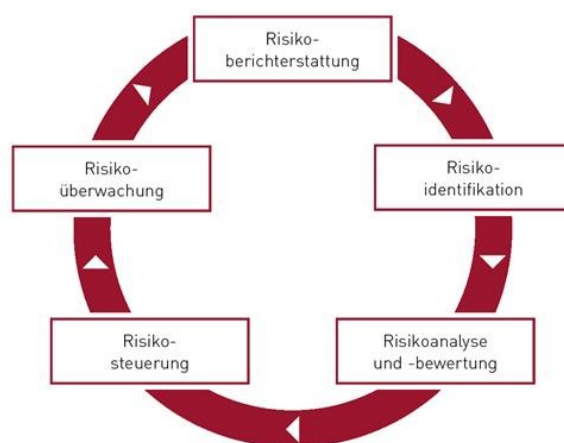 Risiko-
berichterstattung
Risiko-
identifikation
Risikoanalyse
und -bewertung
Risiko-
steuerung
Risiko-
überwachung